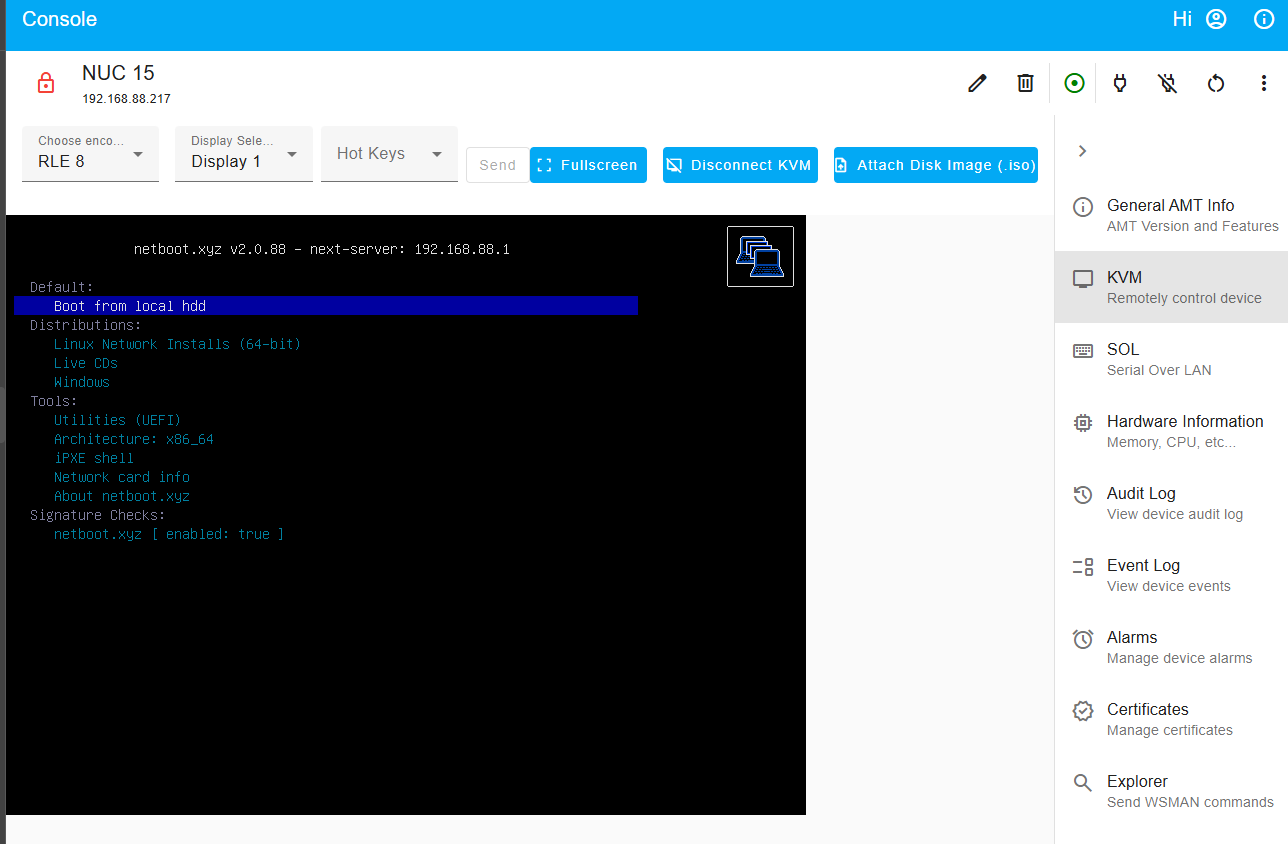 Console
Hi
NUC 15
192.168.88.217
Choose enco...
RLE 8
Display Sele...
Display 1
Hot Keys
Send
Fullscreen
Disconnect KVM
Attach Disk Image (.iso)
netboot.xyz v2.0.88 - next-server: 192.168.88.1
Default:
Boot from local hdd
Distributions:
Linux Network Installs (64-bit)
Live CDs
Windows
Tools:
Utilities (UEFI)
Architecture: x86_64
iPXE shell
Network card info
About netboot.xyz
Signature Checks:
netboot.xyz [ enabled: true ]
General AMT Info
AMT Version and Features
KVM
Remotely control device
SOL
Serial Over LAN
Hardware Information
Memory, CPU, etc...
Audit Log
View device audit log
Event Log
View device events
Alarms
Manage device alarms
Certificates
Manage certificates
Explorer
Send WSMAN commands